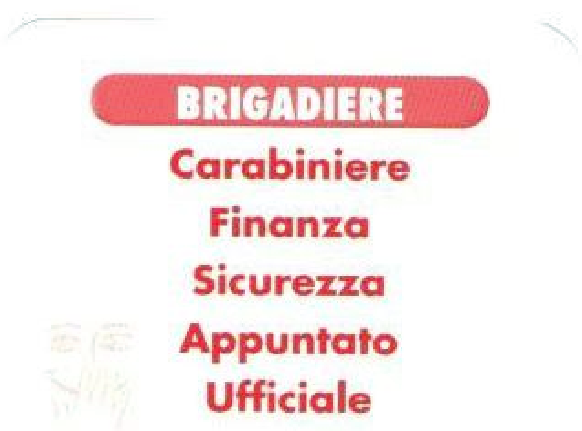 BRIGADIERE
Carabiniere
Finanza
Sicurezza
Appuntato
Ufficiale